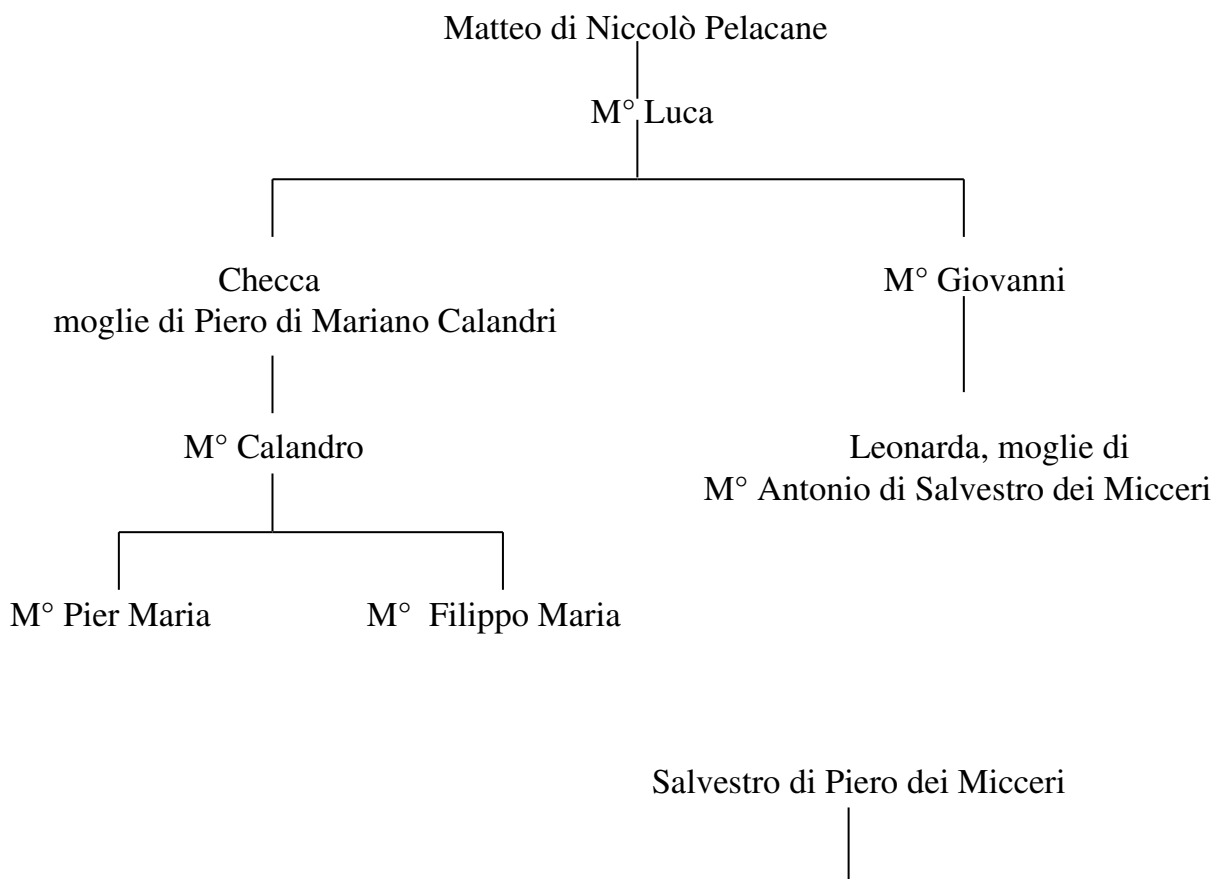 Matteo di Niccolò Pelacane
M° Luca
Checca
moglie di Piero di Mariano Calandri
M° Giovanni
M° Calandro
Leonarda, moglie di
M° Antonio di Salvestro dei Micceri
M° Pier Maria
M° Filippo Maria
Salvestro di Piero dei Micceri